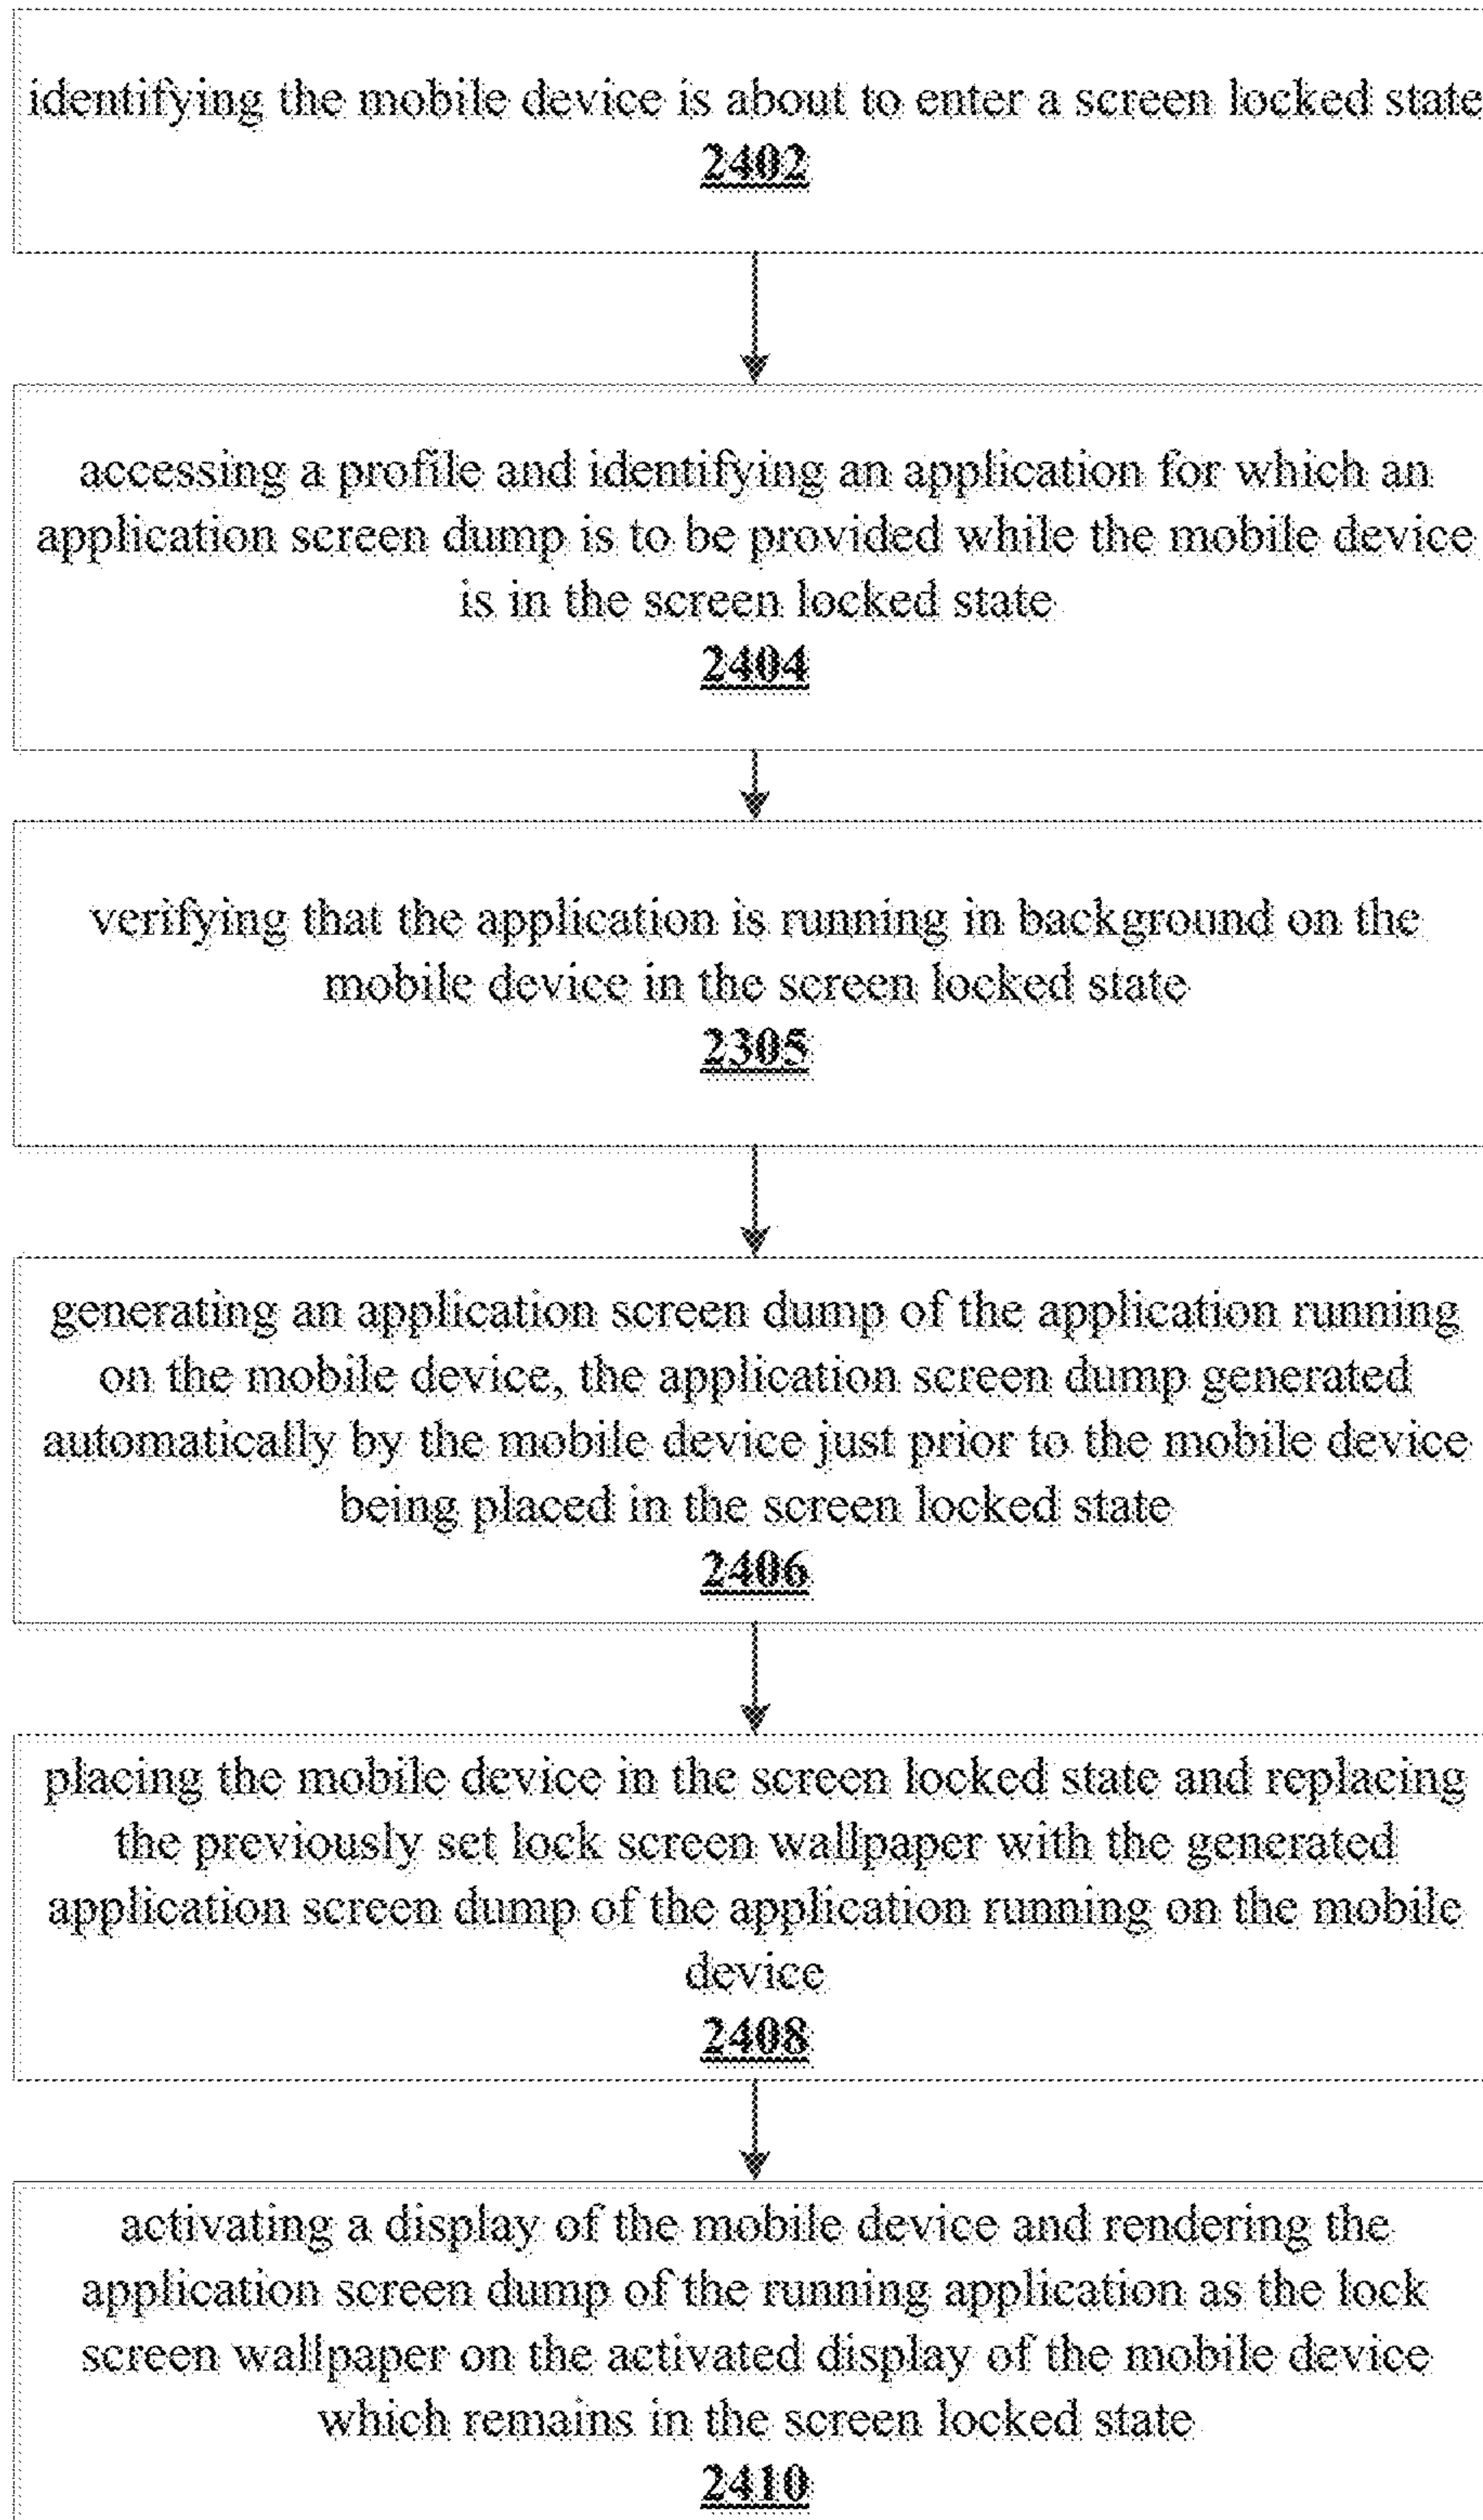 identifying the mobile device is about to enter a screen locked state
2402
accessing a profile and identifying an application for which an
application screen dump is to be provided while the mobile device
is in the screen locked state
2404
verifying that the application is running in background on the
mobile device in the screen locked state
2305
generating an application screen dump of the application running
on the mobile device, the application screen dump generated
automatically by the mobile device just prior to the mobile device
being placed in the screen locked state
2406
placing the mobile device in the screen locked state and replacing
the previously set lock screen wallpaper with the generated
application screen dump of the application running on the mobile
device
2408
activating a display of the mobile device and rendering the
application screen dump of the running application as the lock
screen wallpaper on the activated display of the mobile device
which remains in the screen locked state
2410